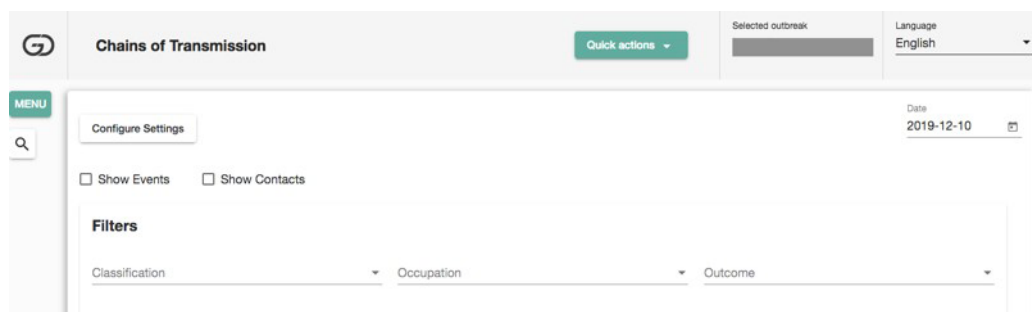 Chains of Transmission
Quick actions
Selected outbreak
Language
English
MENU
Configure Settings
Date
2019-12-10
Show Events
Show Contacts
Filters
Classification
Occupation
Outcome